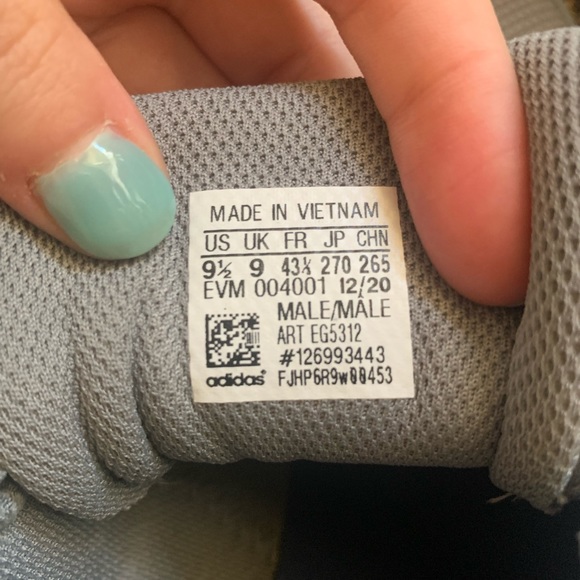 MADE IN VIETNAM
US UK FR JP CHN
9½ 9 43⅓ 270 265
EVM 004001 12/20
MALE/MÂLE
ART EG5312
#126993443
adidas® FJHP6R9w00453